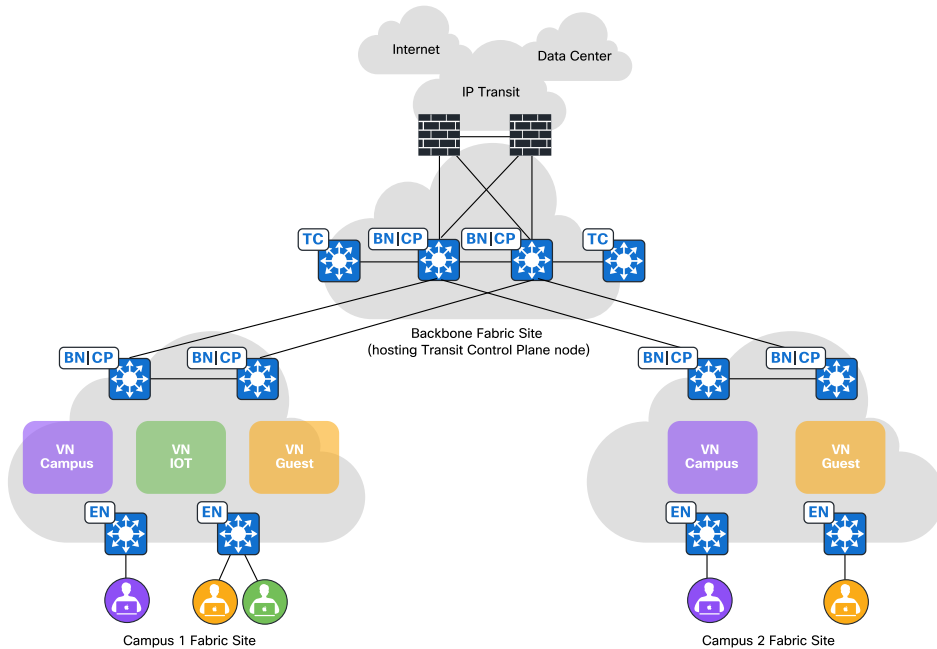 Internet
Data Center
IP Transit
TC
BN|CP
BN|CP
TC
Backbone Fabric Site
(hosting Transit Control Plane node)
BN|CP
BN|CP
BN|CP
BN|CP
VN
Campus
VN
IOT
VN
Guest
VN
Campus
VN
Guest
EN
EN
EN
EN
Campus 1 Fabric Site
Campus 2 Fabric Site